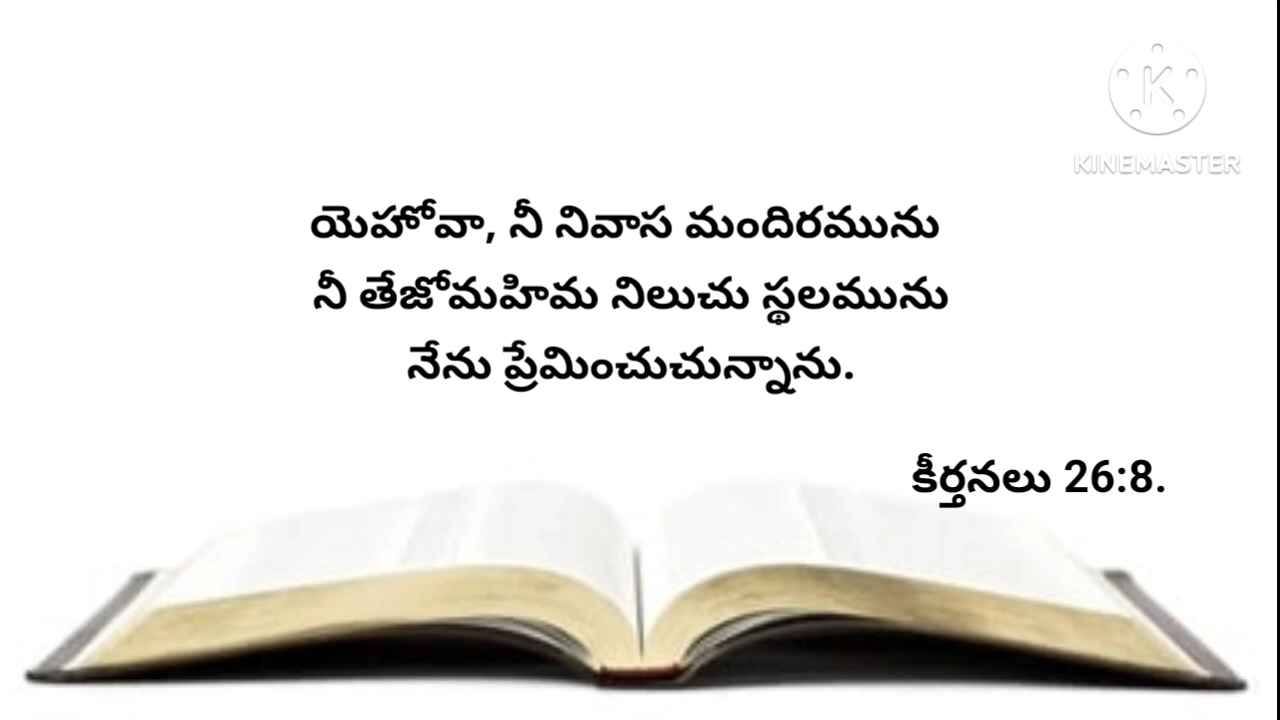 KINEMASTER
యెహోవా, నీ నివాస మందిరమును
నీ తేజోమహిమ నిలుచు స్థలమును
నేను ప్రేమించుచున్నాను.
కీర్తనలు 26:8.